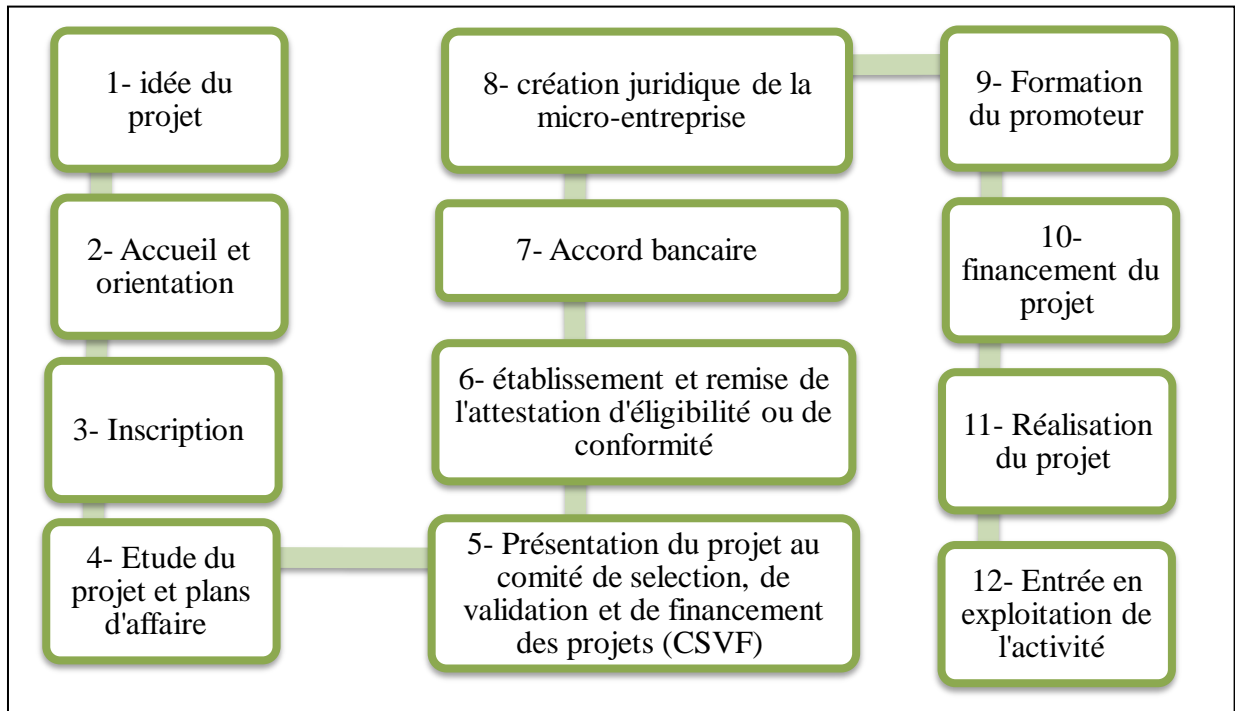 1- idée du
projet
2- Accueil et
orientation
3- Inscription
4- Etude du
projet et plans
d'affaire
5- Présentation du projet au
comité de selection, de
validation et de financement
des projets (CSVF)
6- établissement et remise de
l'attestation d'éligibilité ou de
conformité
7- Accord bancaire
8- création juridique de la
micro-entreprise
9- Formation
du promoteur
10-
financement du
projet
11- Réalisation
du projet
12- Entrée en
exploitation de
l'activité